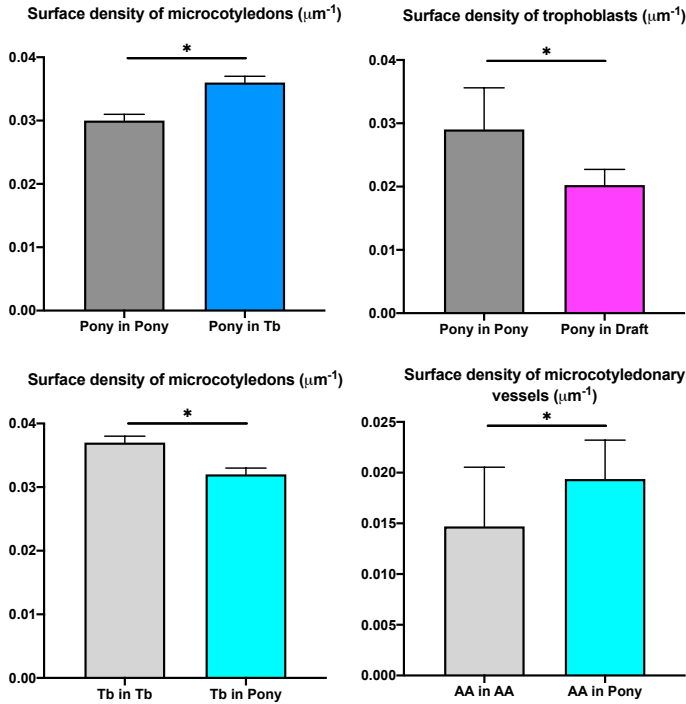 Surface density of microcotyledons (μm⁻¹)
*
0.04
0.03
0.02
0.01
0.00
Pony in Pony
Pony in Tb
Surface density of trophoblasts (μm⁻¹)
*
0.04
0.03
0.02
0.01
0.00
Pony in Pony
Pony in Draft
Surface density of microcotyledons (μm⁻¹)
*
0.04
0.03
0.02
0.01
0.00
Tb in Tb
Tb in Pony
Surface density of microcotyledonary
vessels (μm⁻¹)
*
0.025
0.020
0.015
0.010
0.005
0.000
AA in AA
AA in Pony